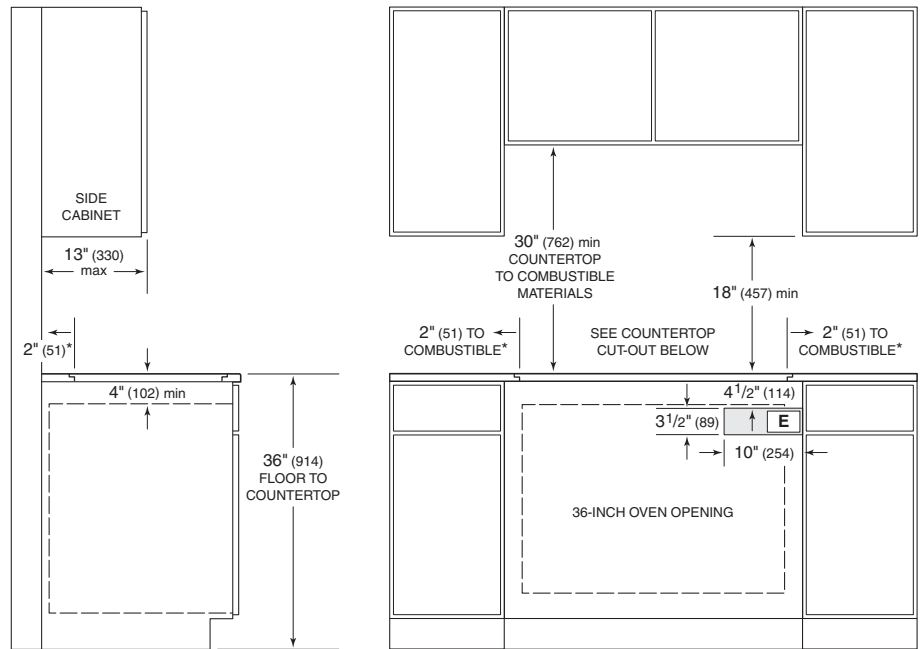 SIDE
CABINET
13" (330)
max
2" (51)*
4" (102) min
36" (914)
FLOOR TO
COUNTERTOP
30" (762) min
COUNTERTOP
TO COMBUSTIBLE
MATERIALS
18" (457) min
2" (51) TO
COMBUSTIBLE*
SEE COUNTERTOP
CUT-OUT BELOW
2" (51) TO
COMBUSTIBLE*
4 1/2" (114)
3 1/2" (89)
E
10" (254)
36-INCH OVEN OPENING